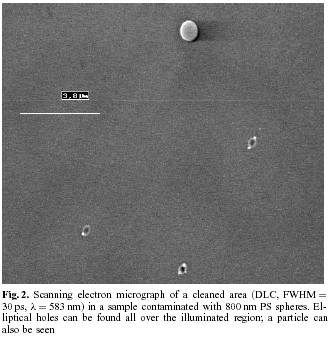 3.8µm
Fig. 2. Scanning electron micrograph of a cleaned area (DLC, FWHM =
30 ps, λ = 583 nm) in a sample contaminated with 800 nm PS spheres. El-
liptical holes can be found all over the illuminated region; a particle can
also be seen